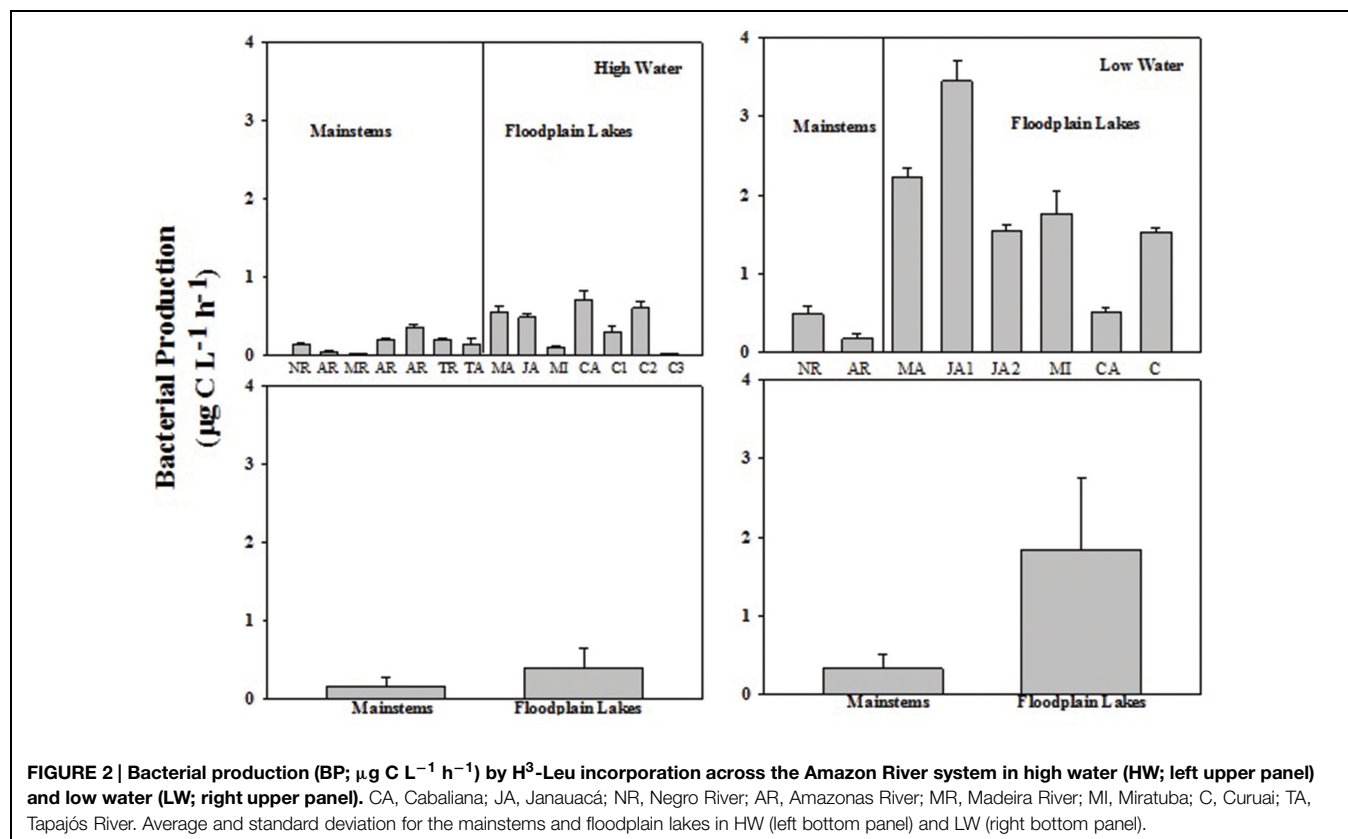 Bacterial Production
(µg C L⁻¹ h⁻¹)
4
3
2
1
0
High Water
Mainstems
Floodplain Lakes
NR AR MR AR AR TR TA MA JA MI CA C1 C2 C3
4
3
2
1
0
Low Water
Mainstems
Floodplain Lakes
NR AR MA JA1 JA2 MI CA C
4
3
2
1
0
Mainstems Floodplain Lakes
4
3
2
1
0
Mainstems Floodplain Lakes
FIGURE 2 | Bacterial production (BP; µg C L⁻¹ h⁻¹) by H³-Leu incorporation across the Amazon River system in high water (HW; left upper panel)
and low water (LW; right upper panel). CA, Cabaliana; JA, Janauacá; NR, Negro River; AR, Amazonas River; MR, Madeira River; MI, Miratuba; C, Curuai; TA,
Tapajós River. Average and standard deviation for the mainstems and floodplain lakes in HW (left bottom panel) and LW (right bottom panel).